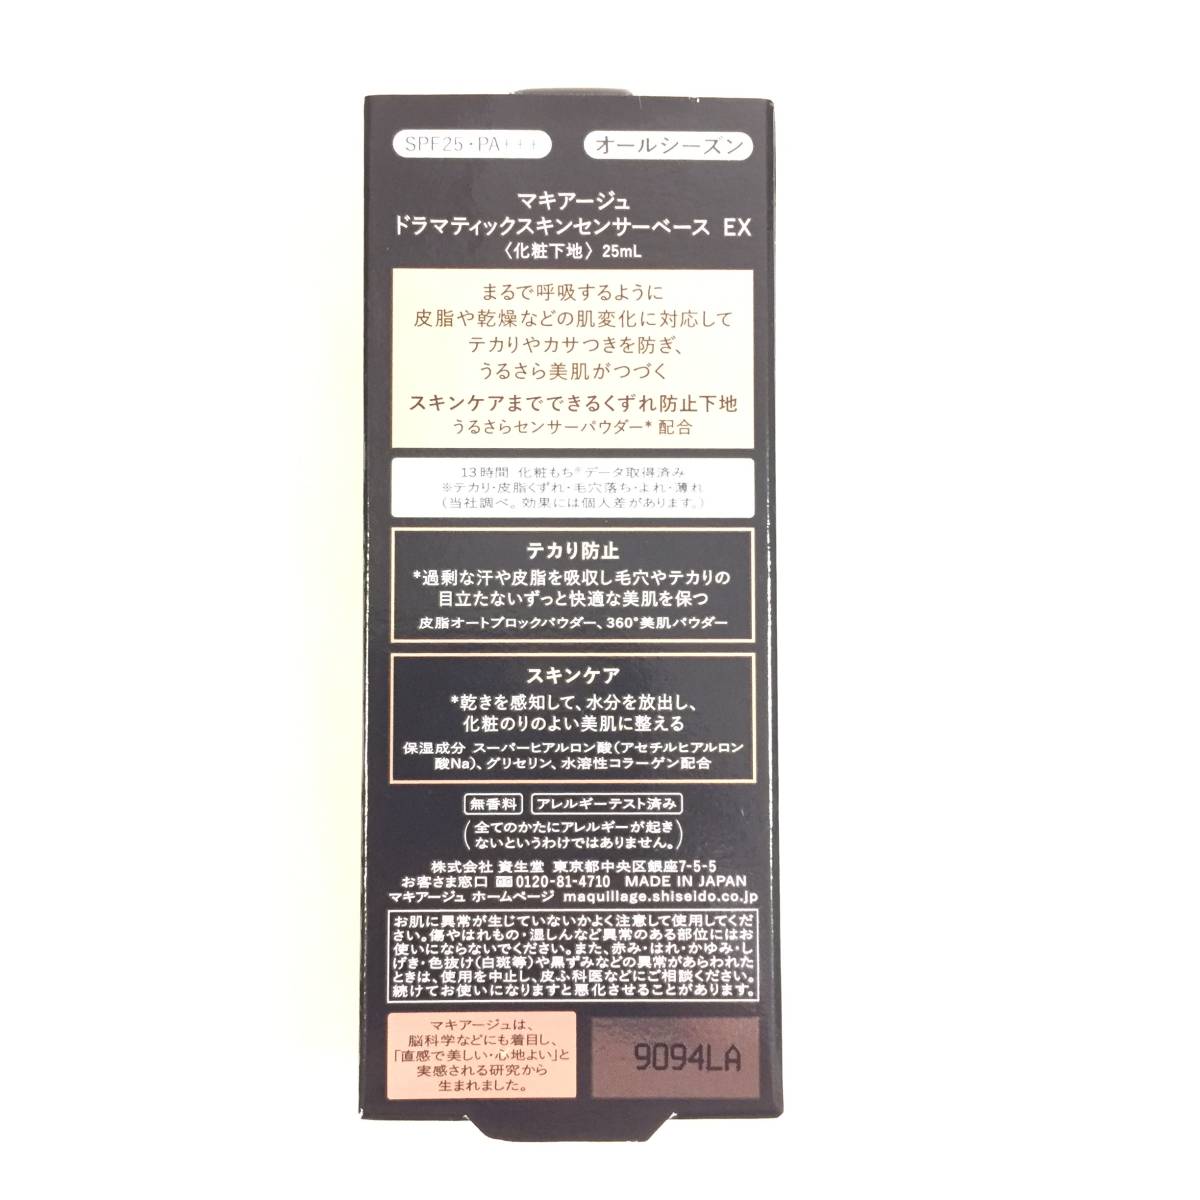 SPF25・PA+++
オールシーズン
マキアージュ
ドラマティックスキンセンサーベース EX
〈化粧下地〉 25mL
まるで呼吸するように
皮脂や乾燥などの肌変化に対応して
テカりやカサつきを防ぎ、
うるさら美肌がつづく
スキンケアまでできるくずれ防止下地
うるさらセンサーパウダー* 配合
13時間 化粧もち※データ取得済み
※テカリ・皮脂くずれ・毛穴落ち・よれ・薄れ
(当社調べ。効果には個人差があります。)
テカり防止
*過剰な汗や皮脂を吸収し毛穴やテカりの
目立たないずっと快適な美肌を保つ
皮脂オートブロックパウダー、360°美肌パウダー
スキンケア
*乾きを感知して、水分を放出し、
化粧のりのよい美肌に整える
保湿成分 スーパーヒアルロン酸(アセチルヒアルロン
酸Na)、グリセリン、水溶性コラーゲン配合
無香料 アレルギーテスト済み
(全てのかたにアレルギーが起き
ないというわけではありません。)
株式会社 資生堂 東京都中央区銀座7-5-5
お客さま窓口 0120-81-4710 MADE IN JAPAN
マキアージュ ホームページ maquillage.shiseido.co.jp
お肌に異常が生じていないかよく注意して使用してくだ
さい。傷やはれもの・湿しんなど異常のある部位にはお
使いにならないでください。また、赤み・はれ・かゆみ・し
げき・色抜け(白斑等)や黒ずみなどの異常があらわれた
ときは、使用を中止し、皮ふ科医などにご相談ください。
続けてお使いになりますと悪化させることがあります。
マキアージュは、
脳科学などにも着目し、
「直感で美しい・心地よい」と
実感される研究から
生まれました。
9094LA